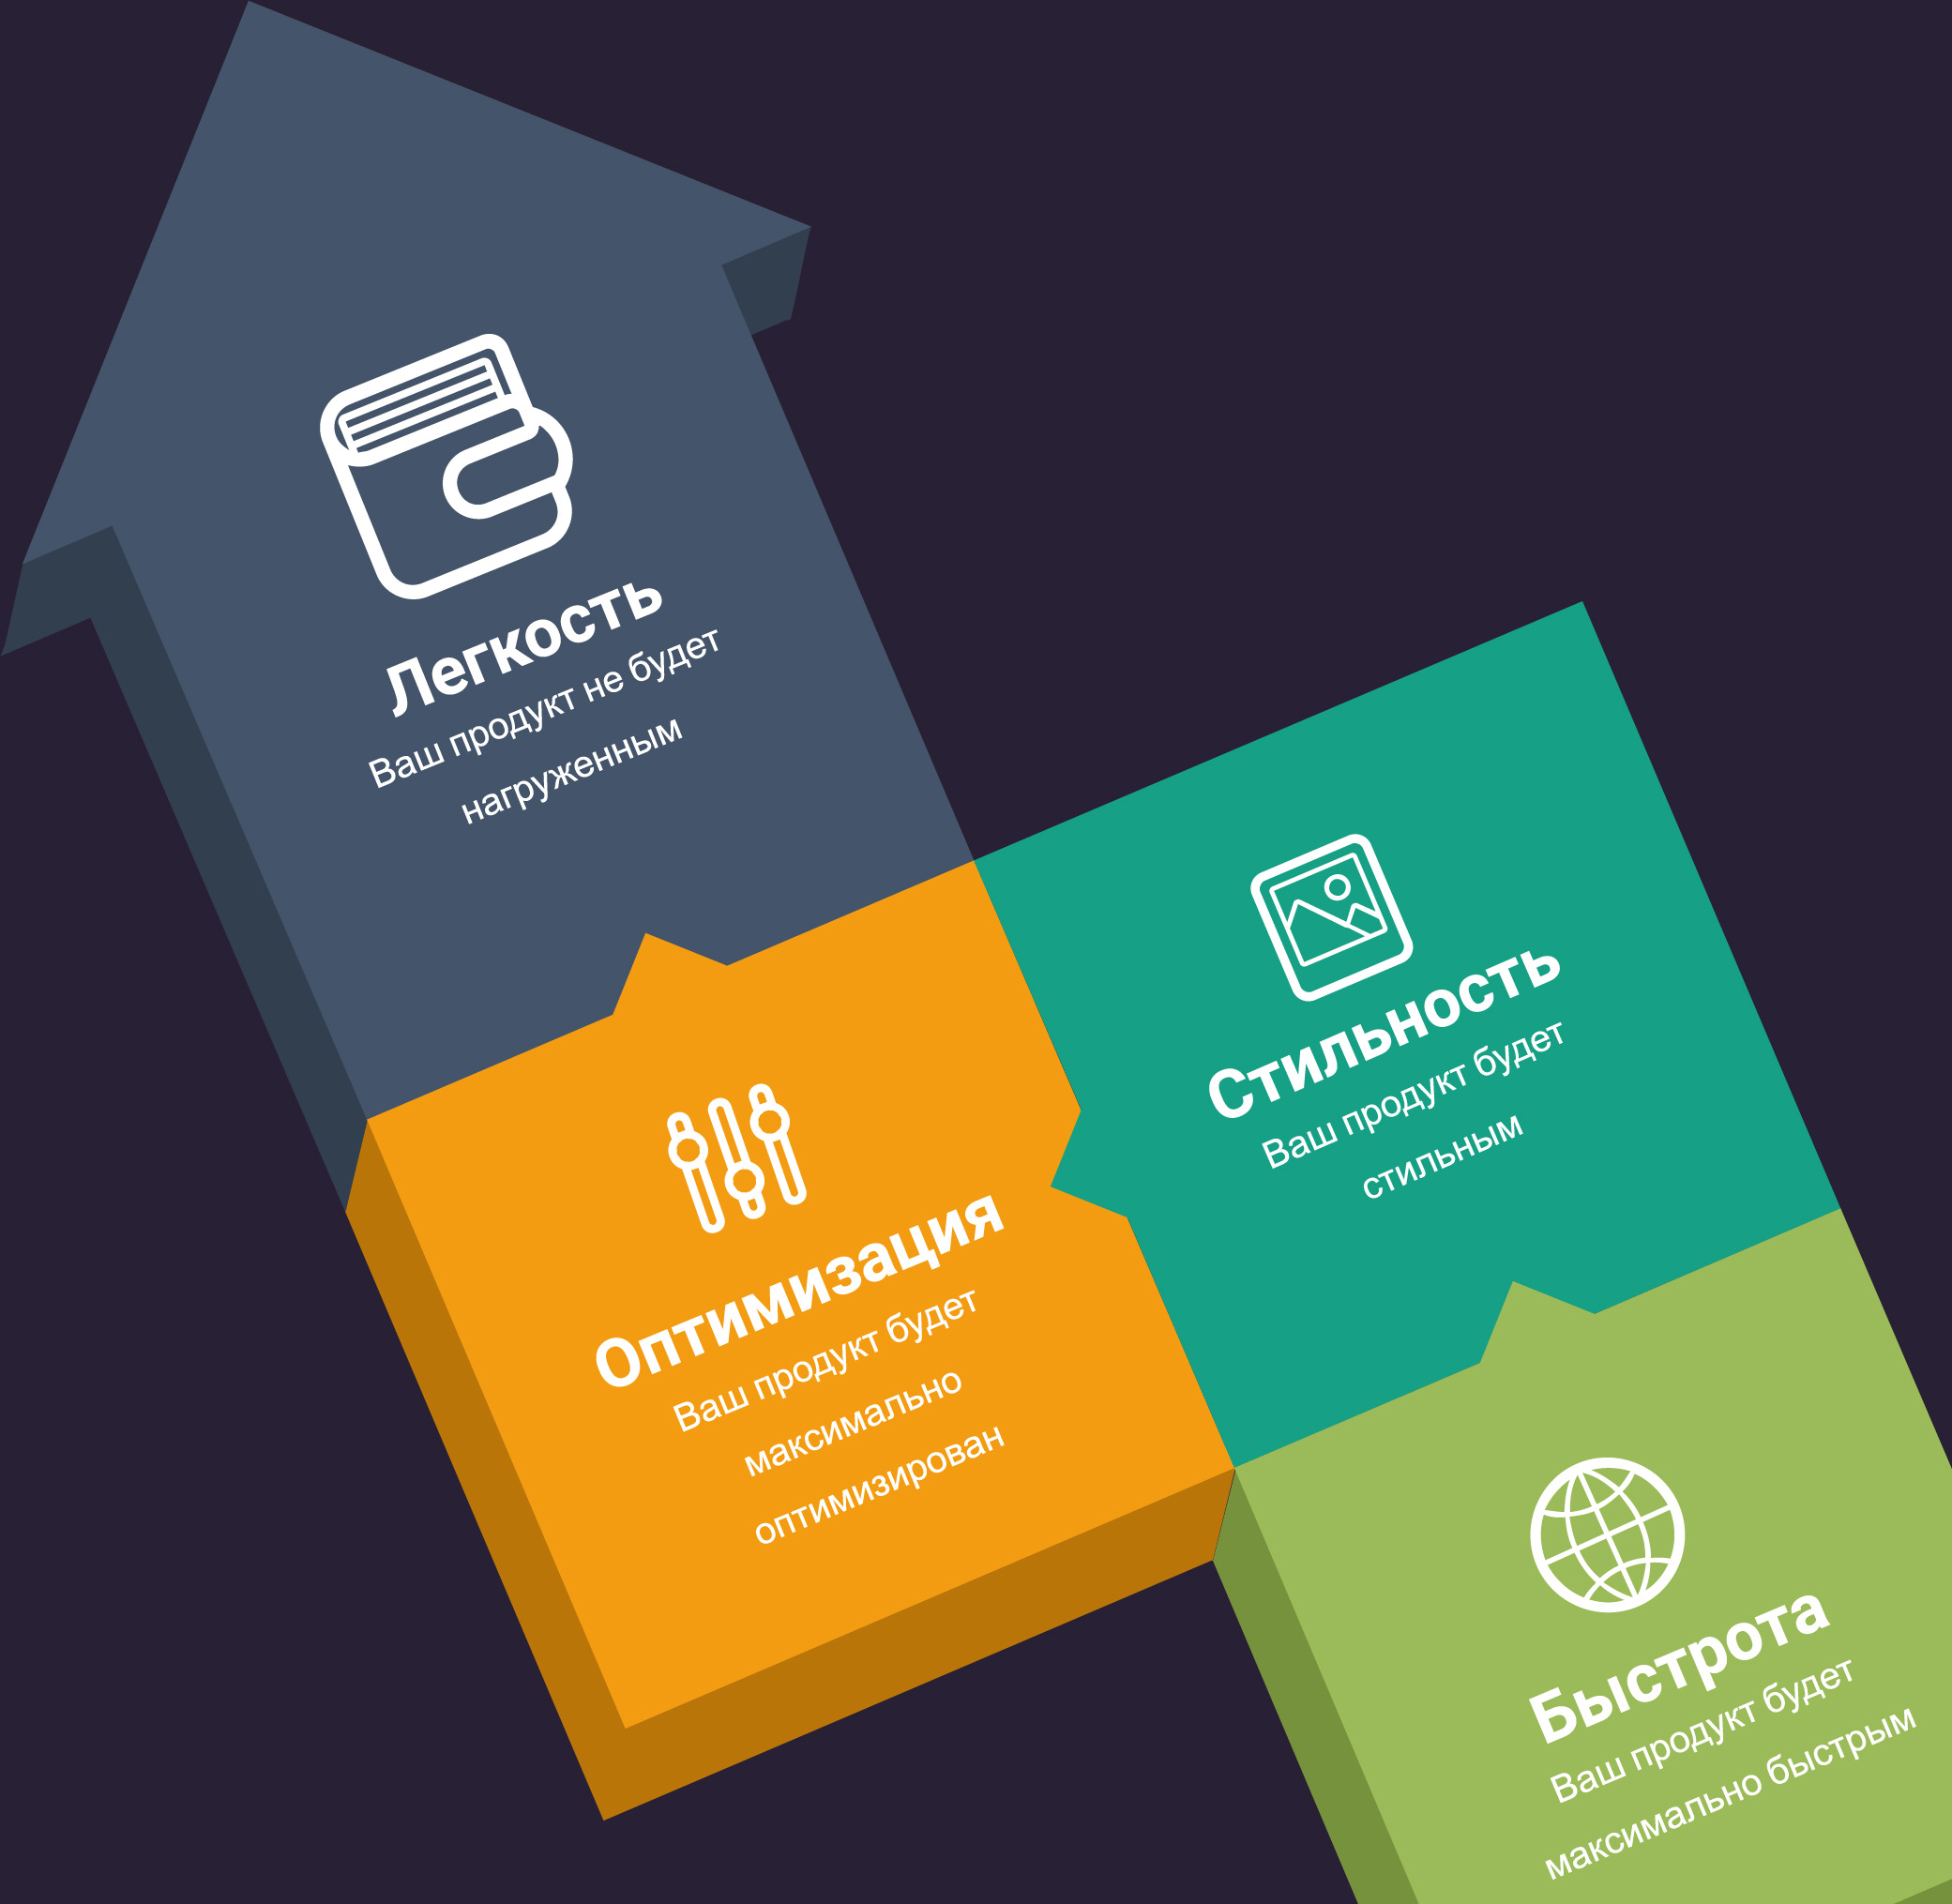 Легкость
Ваш продукт не будет
нагруженным
Стильность
Ваш продукт будет
стильным
Оптимизация
Ваш продукт будет
максимально
оптимизирован
Быстрота
Ваш продукт будет
максимально быстрым